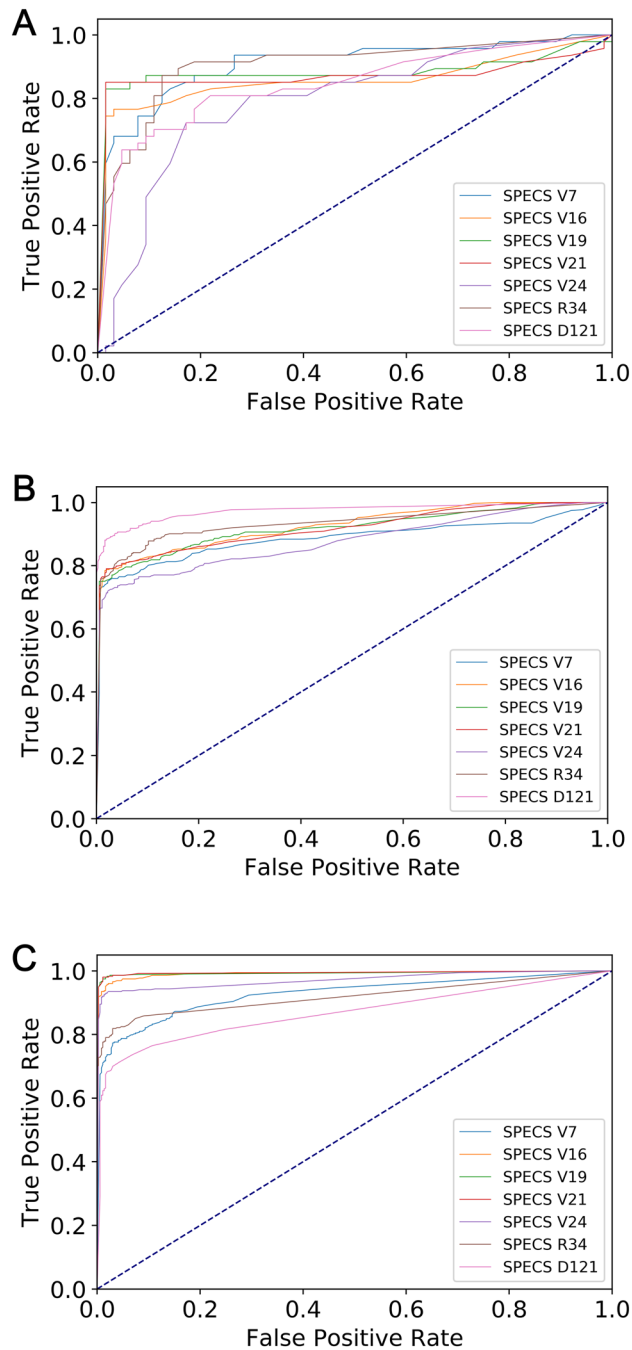 A
1.0
0.8
0.6
0.4
0.2
0.0
True Positive Rate
SPECS V7
SPECS V16
SPECS V19
SPECS V21
SPECS V24
SPECS R34
SPECS D121
0.0 0.2 0.4 0.6 0.8 1.0
False Positive Rate
B
1.0
0.8
0.6
0.4
0.2
0.0
True Positive Rate
SPECS V7
SPECS V16
SPECS V19
SPECS V21
SPECS V24
SPECS R34
SPECS D121
0.0 0.2 0.4 0.6 0.8 1.0
False Positive Rate
C
1.0
0.8
0.6
0.4
0.2
0.0
True Positive Rate
SPECS V7
SPECS V16
SPECS V19
SPECS V21
SPECS V24
SPECS R34
SPECS D121
0.0 0.2 0.4 0.6 0.8 1.0
False Positive Rate